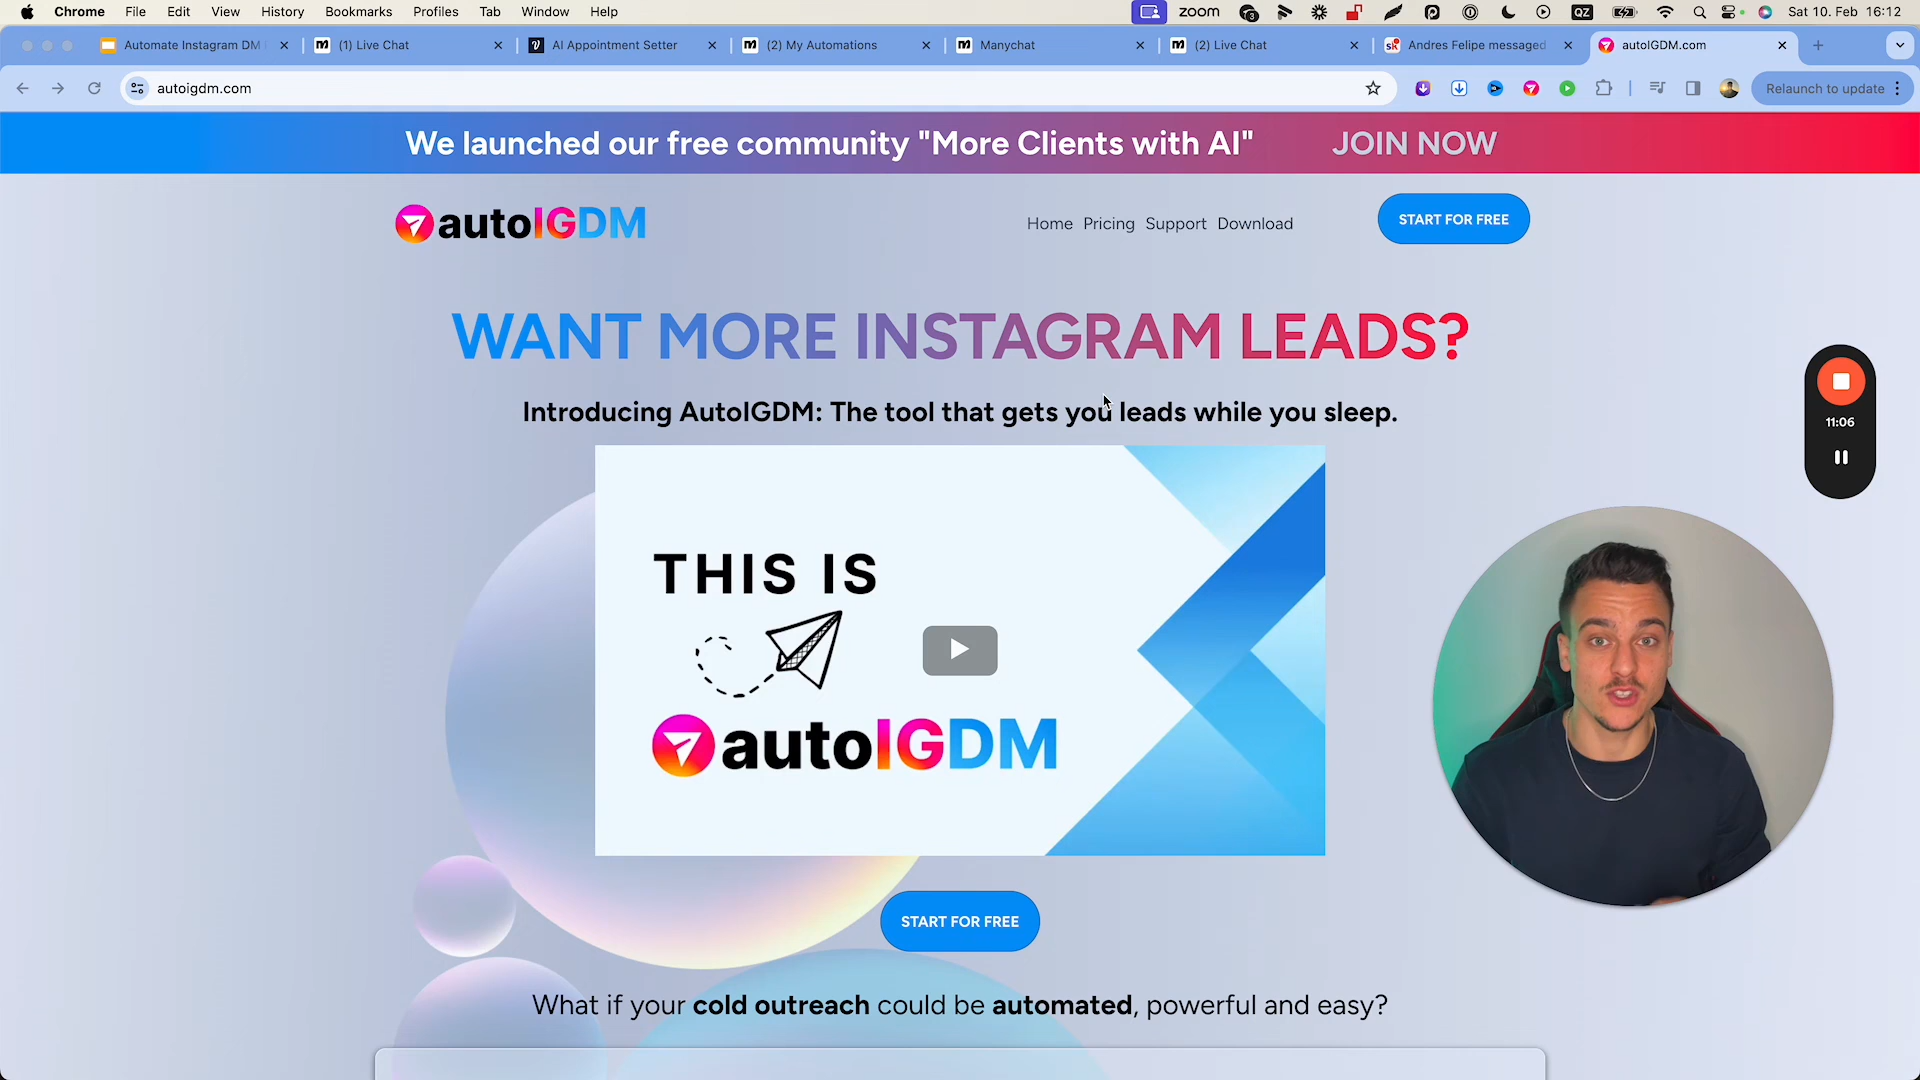 Chrome File Edit View History Bookmarks Profiles Tab Window Help
zoom 3 QZ Sat 10. Feb 16:12
Automate Instagram DM
(1) Live Chat
AI Appointment Setter
(2) My Automations
Manychat
(2) Live Chat
Andres Felipe messaged
autoIGDM.com
autoigdm.com
Relaunch to update
We launched our free community "More Clients with AI" JOIN NOW
autoIGDM
Home Pricing Support Download
START FOR FREE
WANT MORE INSTAGRAM LEADS?
Introducing AutoIGDM: The tool that gets you leads while you sleep.
11:06
THIS IS
autoIGDM
START FOR FREE
What if your cold outreach could be automated, powerful and easy?